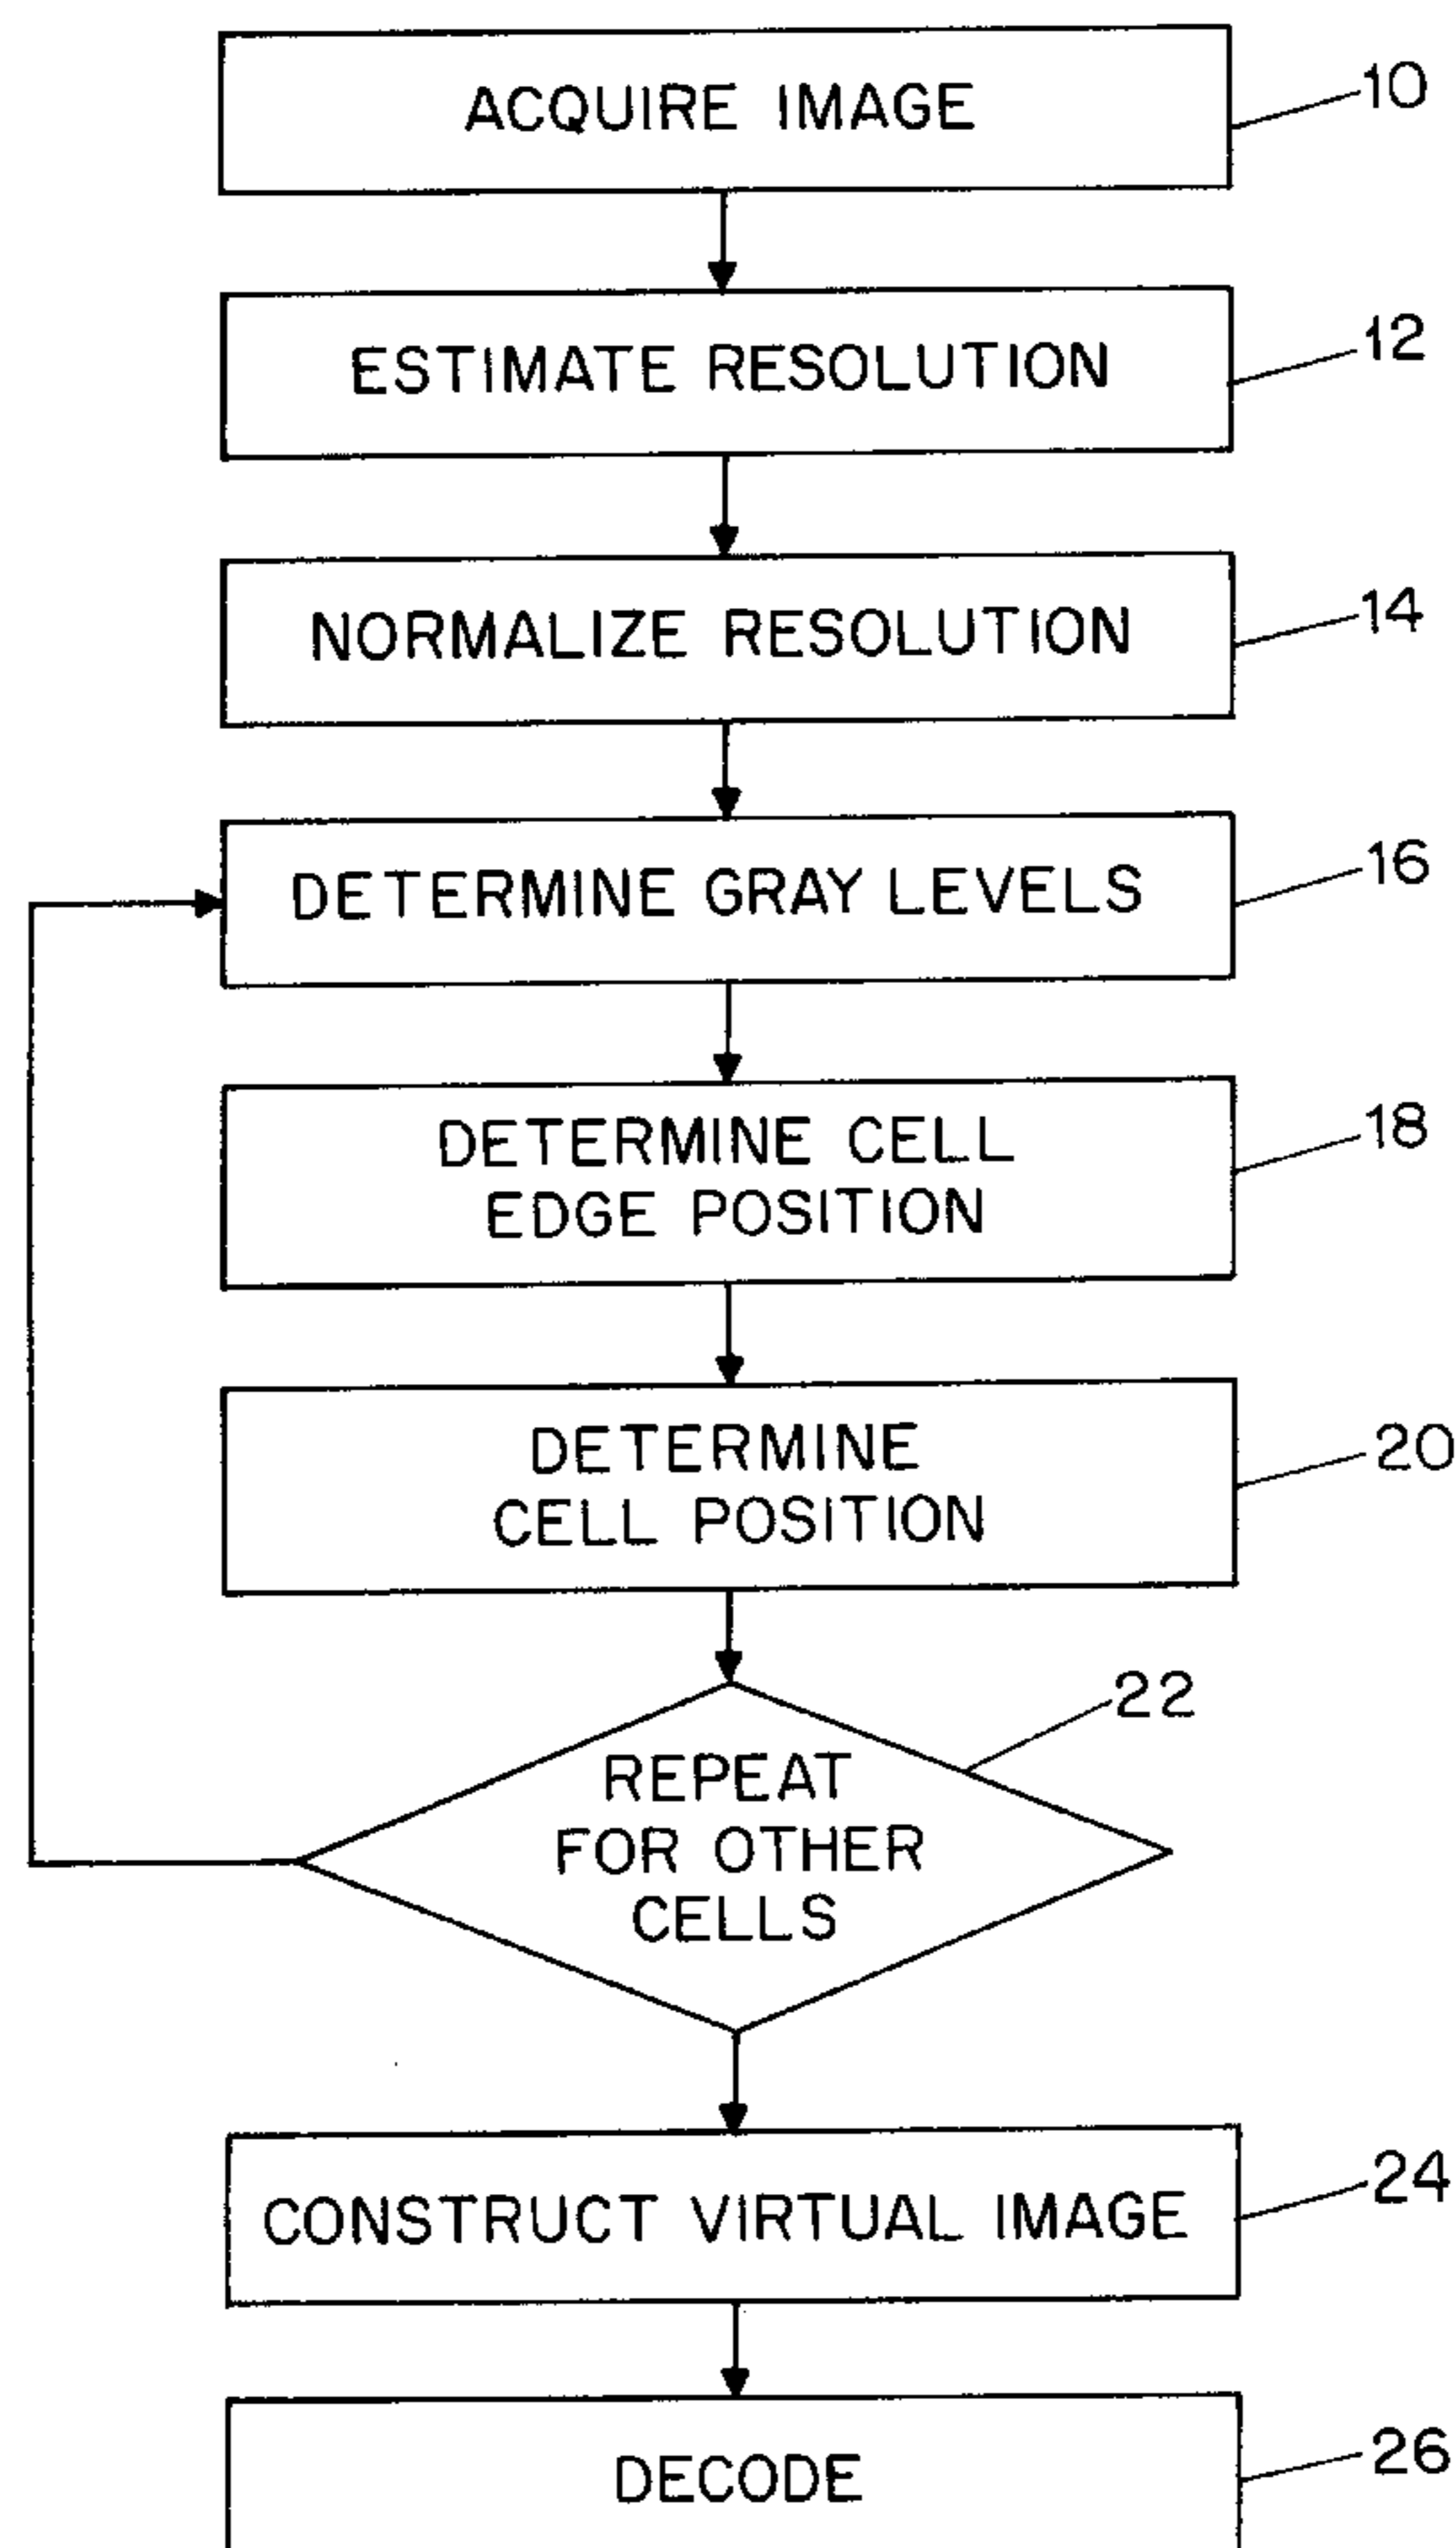 ACQUIRE IMAGE
10
ESTIMATE RESOLUTION
12
NORMALIZE RESOLUTION
14
DETERMINE GRAY LEVELS
16
DETERMINE CELL
EDGE POSITION
18
DETERMINE
CELL POSITION
20
22
REPEAT
FOR OTHER
CELLS
CONSTRUCT VIRTUAL IMAGE
24
DECODE
26